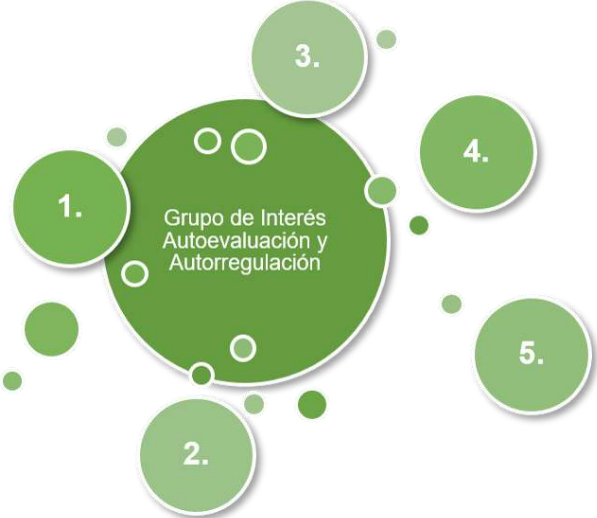 3.
4.
1.
Grupo de Interés
Autoevaluación y
Autorregulación
5.
2.